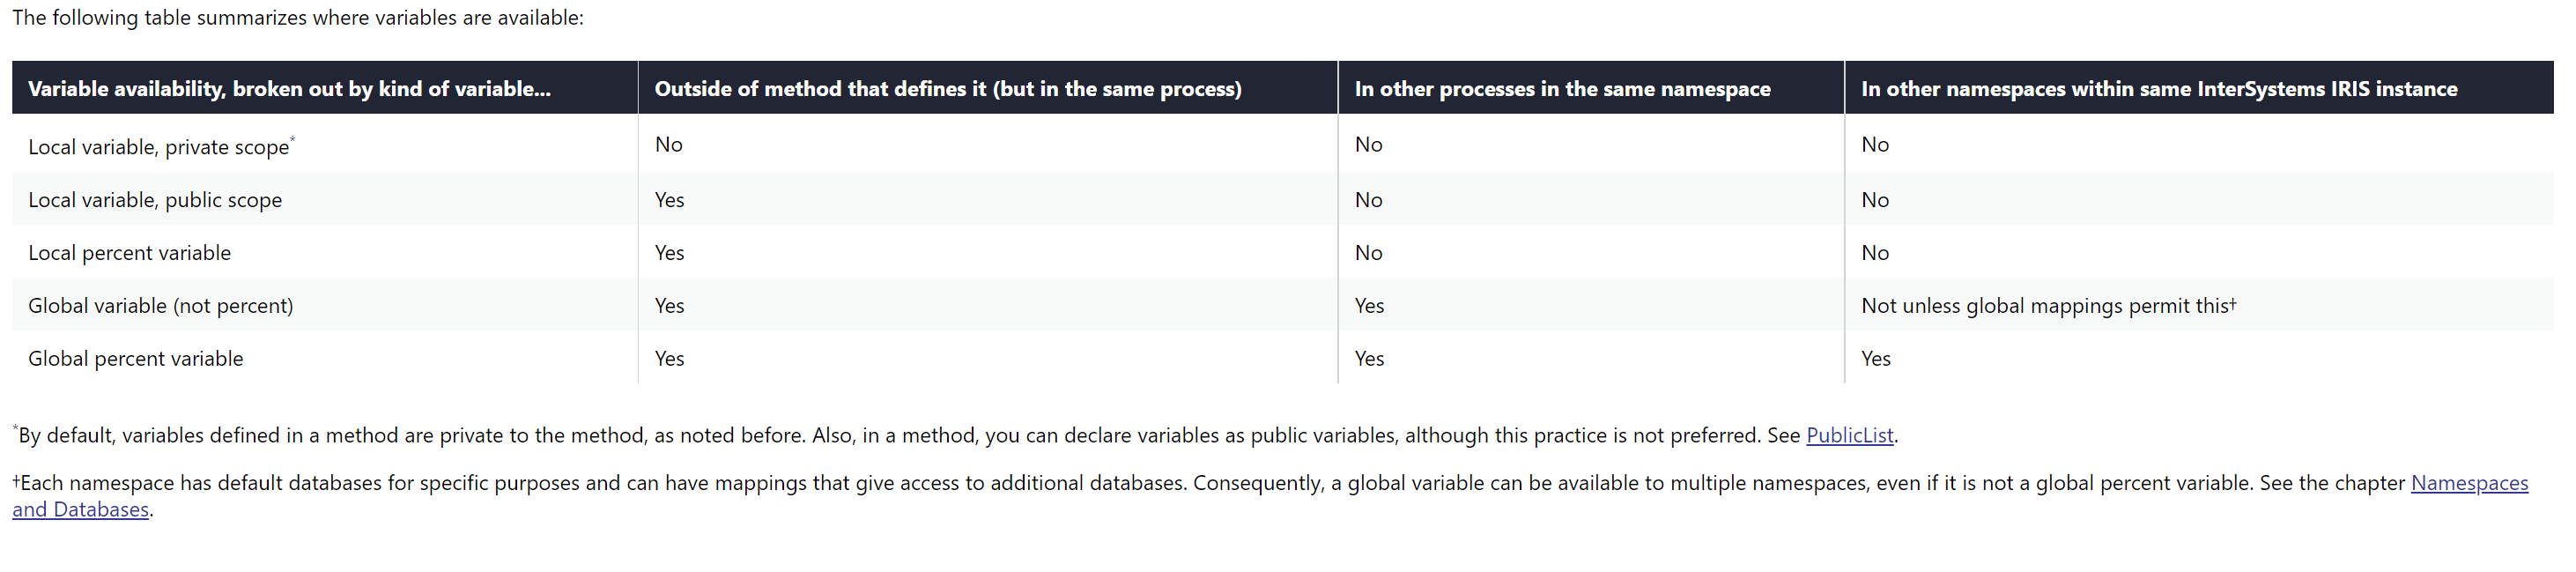 The following table summarizes where variables are available:
Variable availability, broken out by kind of variable... Outside of method that defines it (but in the same process) In other processes in the same namespace In other namespaces within same InterSystems IRIS instance
Local variable, private scope* No No No
Local variable, public scope Yes No No
Local percent variable Yes No No
Global variable (not percent) Yes Yes Not unless global mappings permit this†
Global percent variable Yes Yes Yes
*By default, variables defined in a method are private to the method, as noted before. Also, in a method, you can declare variables as public variables, although this practice is not preferred. See PublicList.
†Each namespace has default databases for specific purposes and can have mappings that give access to additional databases. Consequently, a global variable can be available to multiple namespaces, even if it is not a global percent variable. See the chapter Namespaces
and Databases.